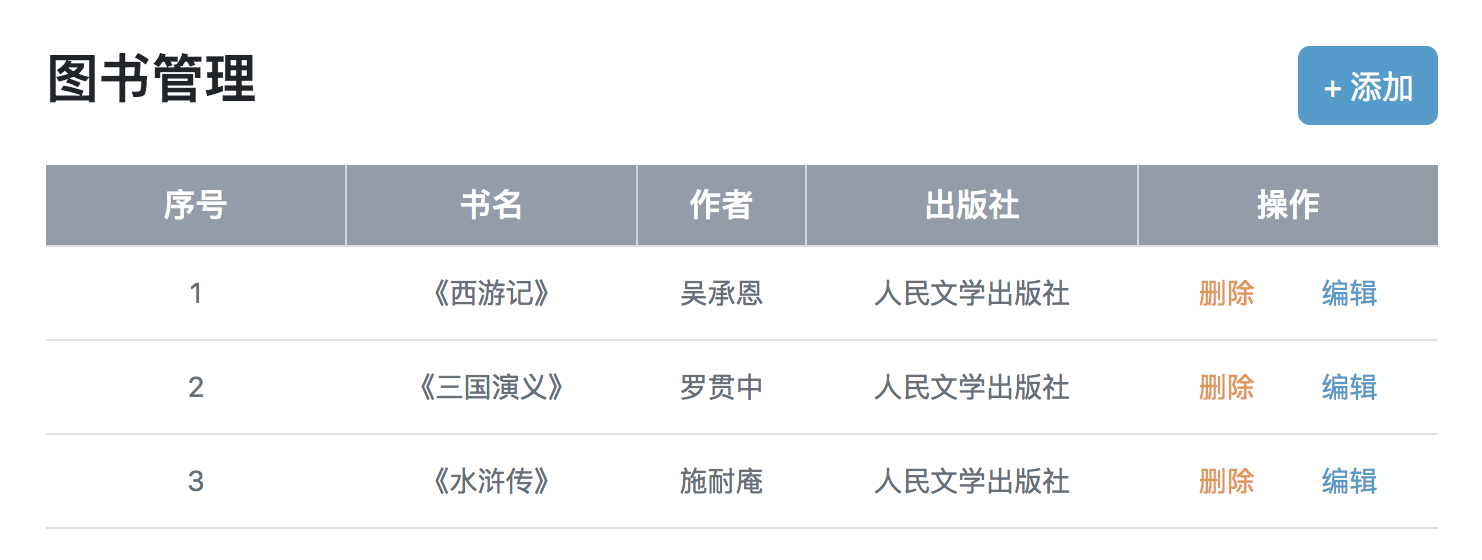 图书管理
+ 添加
序号 书名 作者 出版社 操作
1 《西游记》 吴承恩 人民文学出版社 删除 编辑
2 《三国演义》 罗贯中 人民文学出版社 删除 编辑
3 《水浒传》 施耐庵 人民文学出版社 删除 编辑